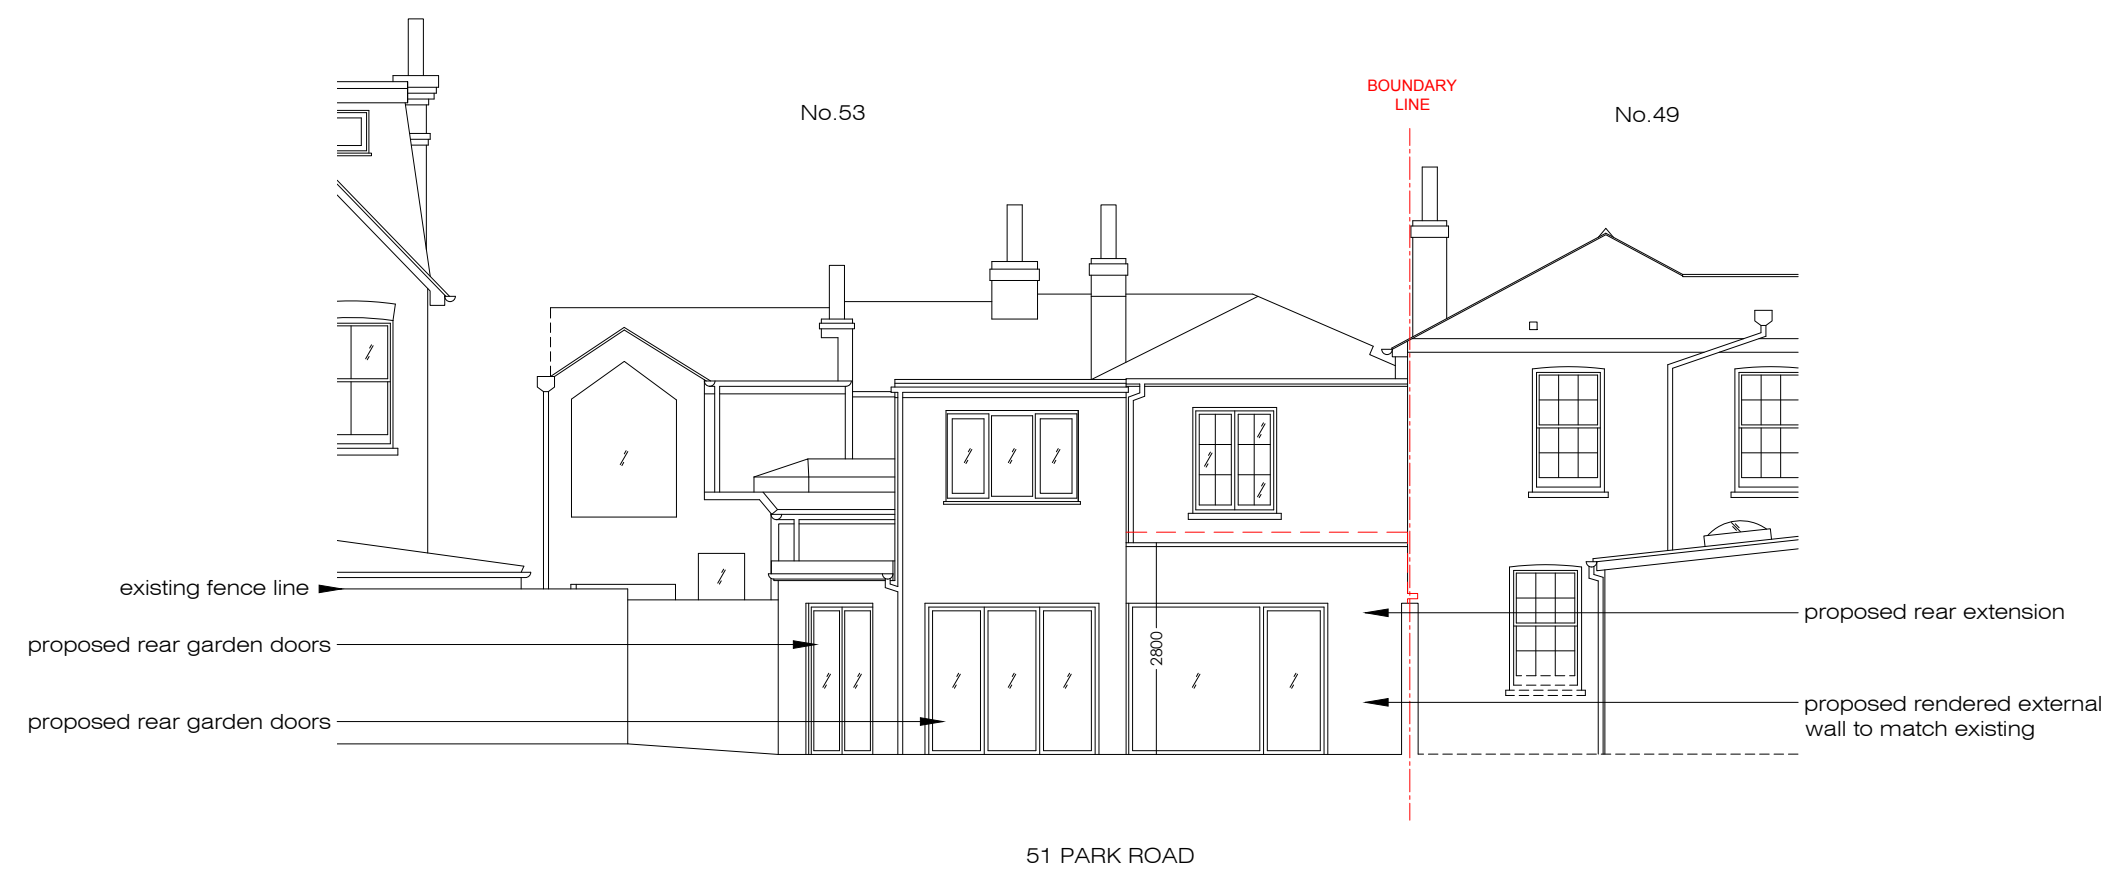 BOUNDARY
LINE
No.53
No.49
existing fence line
proposed rear garden doors
proposed rear garden doors
2800
proposed rear extension
proposed rendered external
wall to match existing
51 PARK ROAD